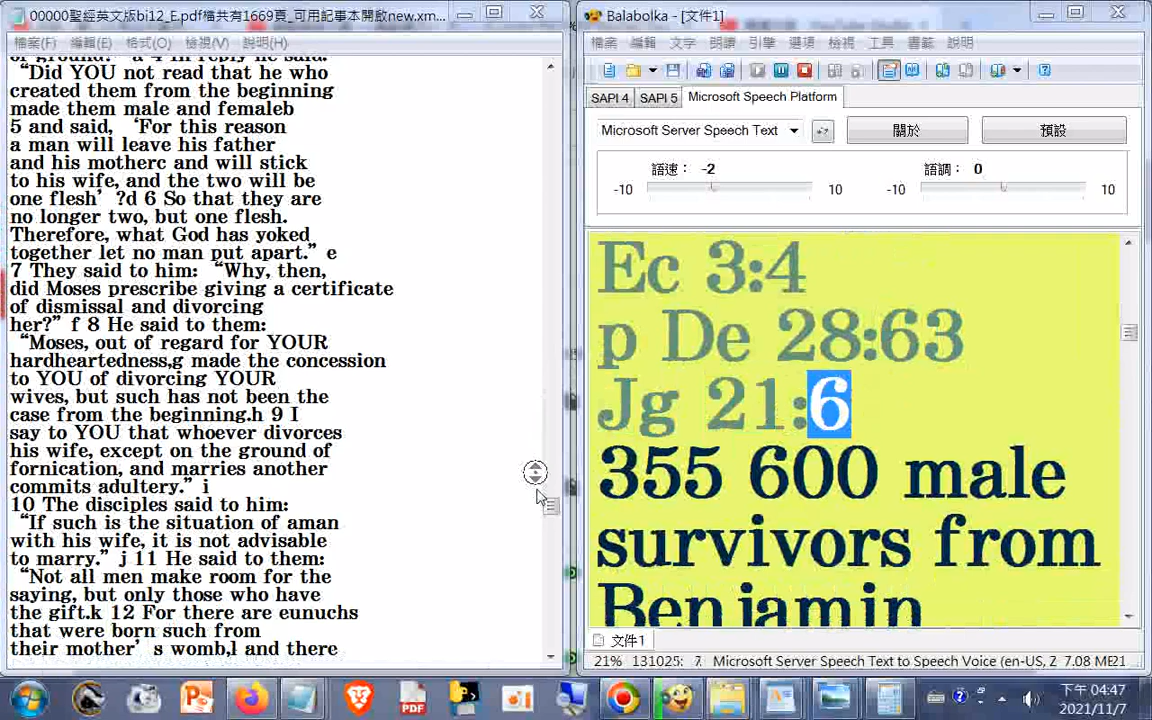 00000聖經英文版bi12_E.pdf檔共有1669頁_可用記事本開啟new.xm...
檔案(F) 編輯(E) 格式(O) 檢視(V) 說明(H)
of ground?" a 4 In reply he said:
“Did YOU not read that he who
created them from the beginning
made them male and femaleb
5 and said, ‘For this reason
a man will leave his father
and his motherc and will stick
to his wife, and the two will be
one flesh’ ?d 6 So that they are
no longer two, but one flesh.
Therefore, what God has yoked
together let no man put apart.” e
7 They said to him: “Why, then,
did Moses prescribe giving a certificate
of dismissal and divorcing
her?” f 8 He said to them:
“Moses, out of regard for YOUR
hardheartedness,g made the concession
to YOU of divorcing YOUR
wives, but such has not been the
case from the beginning.h 9 I
say to YOU that whoever divorces
his wife, except on the ground of
fornication, and marries another
commits adultery.” i
10 The disciples said to him:
“If such is the situation of aman
with his wife, it is not advisable
to marry.” j 11 He said to them:
“Not all men make room for the
saying, but only those who have
the gift.k 12 For there are eunuchs
that were born such from
their mother’s womb,l and there
Balabolka - [文件1]
檔案 編輯 文字 朗讀 引擎 選項 檢視 工具 書籤 說明
SAPI 4 SAPI 5 Microsoft Speech Platform
Microsoft Server Speech Text 關於 預設
語速： -2 語調： 0
-10 10 -10 10
Ec 3:4
p De 28:63
Jg 21:6
355 600 male
survivors from
Benjamin
文件1
21% 131025: 7. Microsoft Server Speech Text to Speech Voice (en-US, Z 7.08 ME21
PDF
下午 04:47
2021/11/7